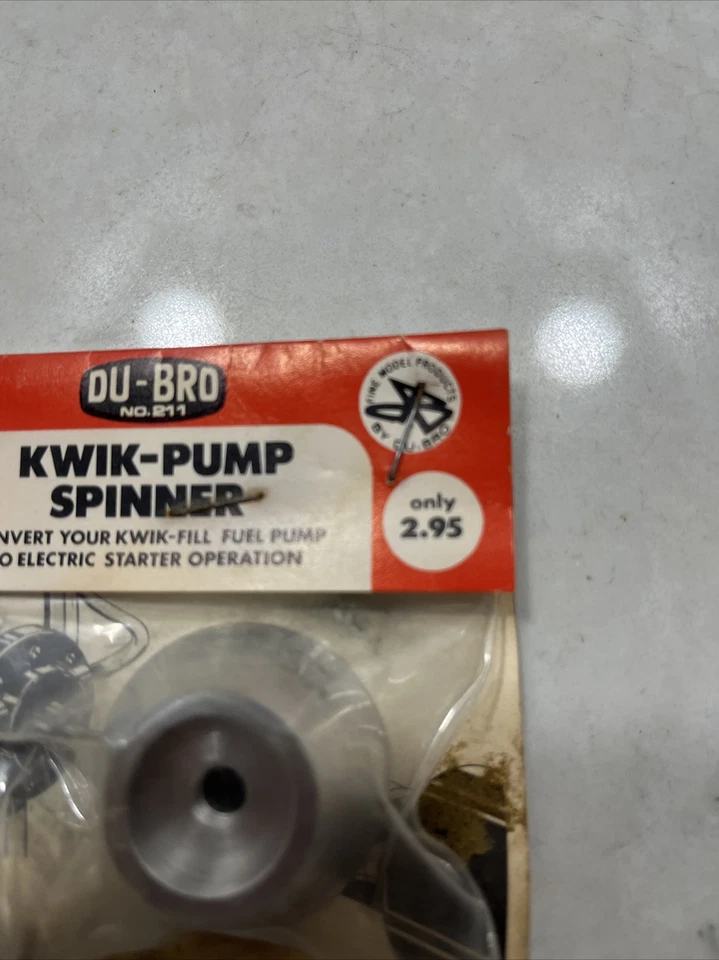 DU-BRO
NO.211
KWIK-PUMP
SPINNER
NVERT YOUR KWIK-FILL FUEL PUMP
O ELECTRIC STARTER OPERATION
FINE MODEL PRODUCTS
BY DU-BRO
only
2.95